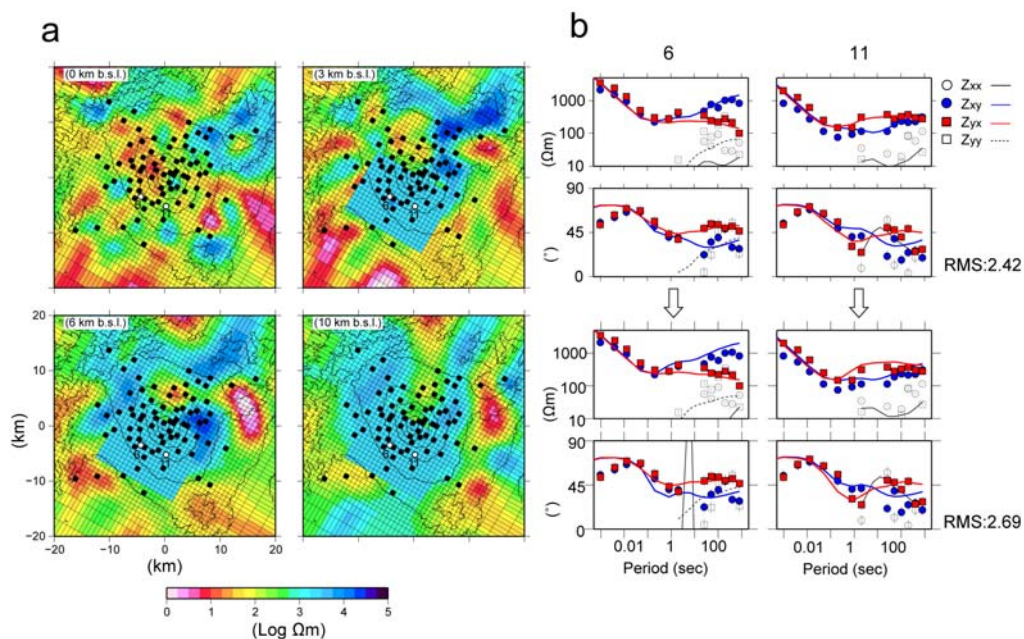 a
b
(0 km b.s.l.)
(3 km b.s.l.)
(6 km b.s.l.)
(10 km b.s.l.)
20
10
0
−10
−20
(km)
−20 −10 0 10 20
(km)
0 1 2 3 4 5
(Log Ωm)
6
11
Zxx
Zxy
Zyx
Zyy
1000
100
10
(Ωm)
90
45
0
(°)
RMS:2.42
1000
100
10
(Ωm)
90
45
0
(°)
RMS:2.69
0.01 1 100
0.01 1 100
Period (sec)
Period (sec)